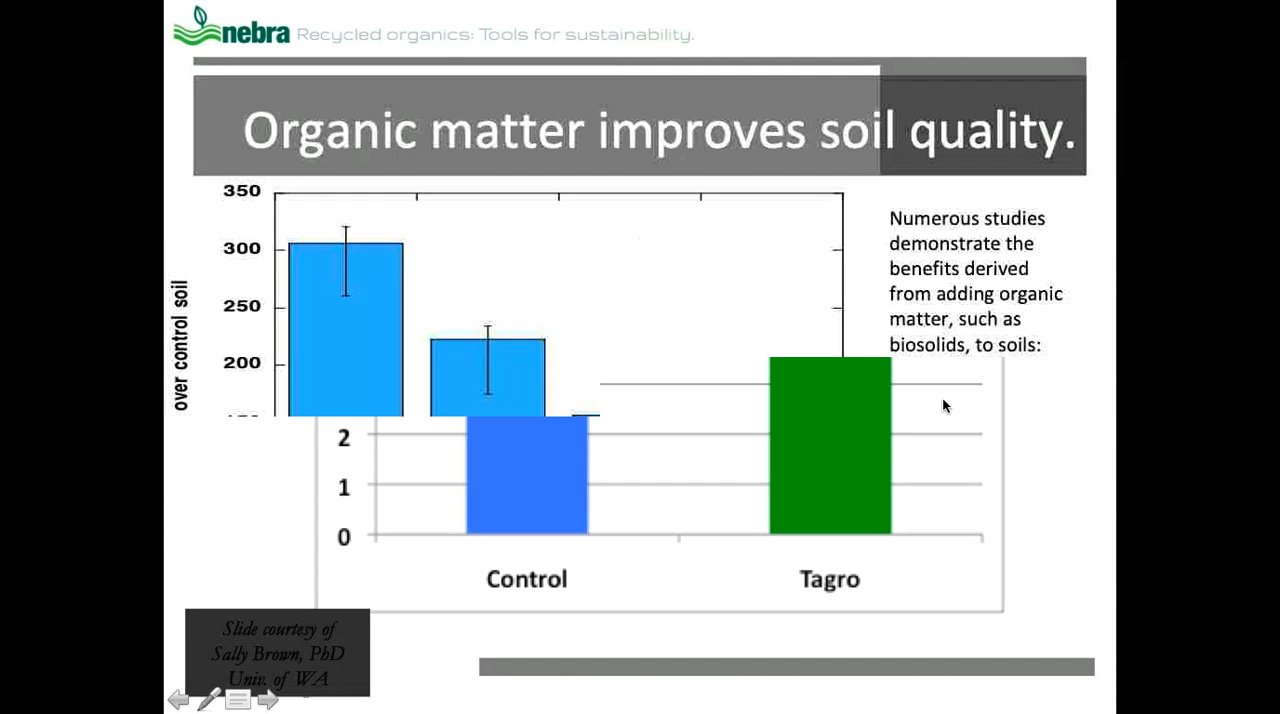 nebra Recycled organics: Tools for sustainability.
Organic matter improves soil quality.
350
300
250
200
over control soil
Numerous studies
demonstrate the
benefits derived
from adding organic
matter, such as
biosolids, to soils:
2
1
0
Control
Tagro
Slide courtesy of
Sally Brown, PhD
Univ. of WA